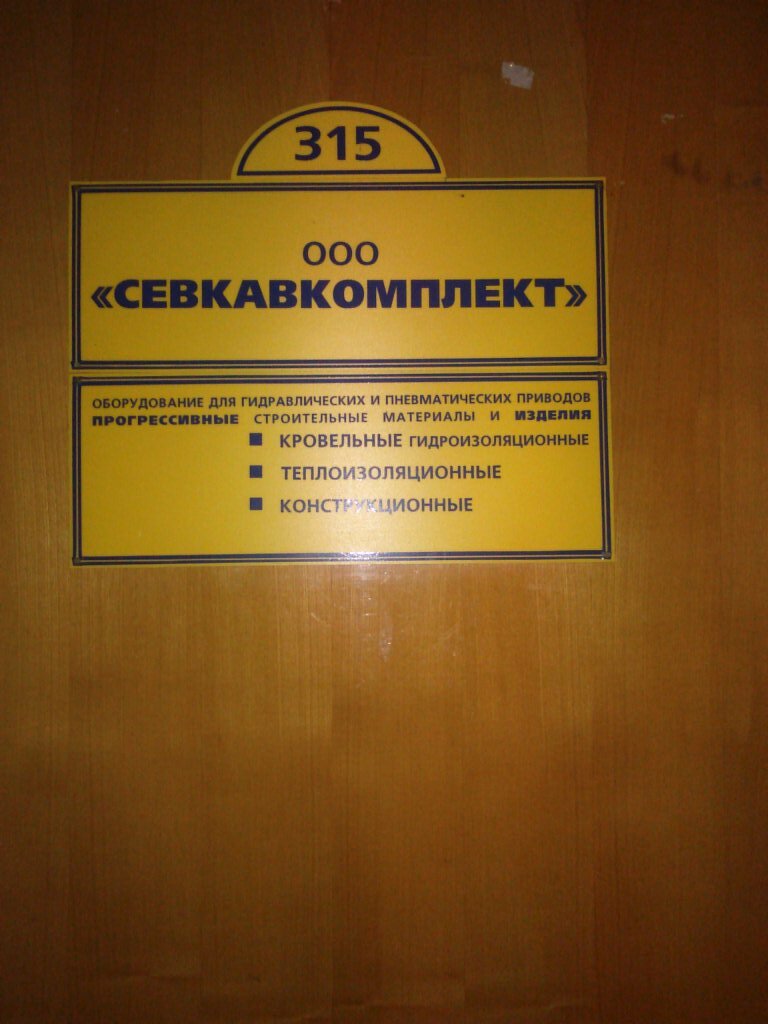 315
ООО
«СЕВКАВКОМПЛЕКТ»
ОБОРУДОВАНИЕ ДЛЯ ГИДРАВЛИЧЕСКИХ И ПНЕВМАТИЧЕСКИХ ПРИВОДОВ
ПРОГРЕССИВНЫЕ СТРОИТЕЛЬНЫЕ МАТЕРИАЛЫ И ИЗДЕЛИЯ
■ КРОВЕЛЬНЫЕ ГИДРОИЗОЛЯЦИОННЫЕ
■ ТЕПЛОИЗОЛЯЦИОННЫЕ
■ КОНСТРУКЦИОННЫЕ